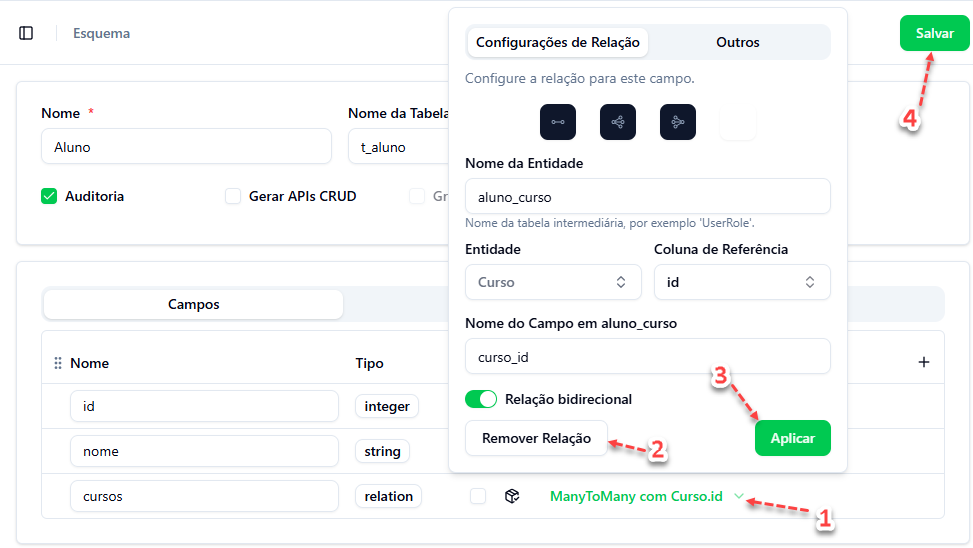 Esquema
Salvar
4
Nome *
Nome da Tabela
Aluno
t_aluno
Auditoria
Gerar APIs CRUD
Gr
Configurações de Relação
Outros
Configure a relação para este campo.
Nome da Entidade
aluno_curso
Nome da tabela intermediária, por exemplo 'UserRole'.
Entidade
Coluna de Referência
Curso
id
Nome do Campo em aluno_curso
curso_id
Relação bidirecional
3
Remover Relação
Aplicar
2
Campos
Nome
Tipo
id
integer
nome
string
cursos
relation
ManyToMany com Curso.id
1